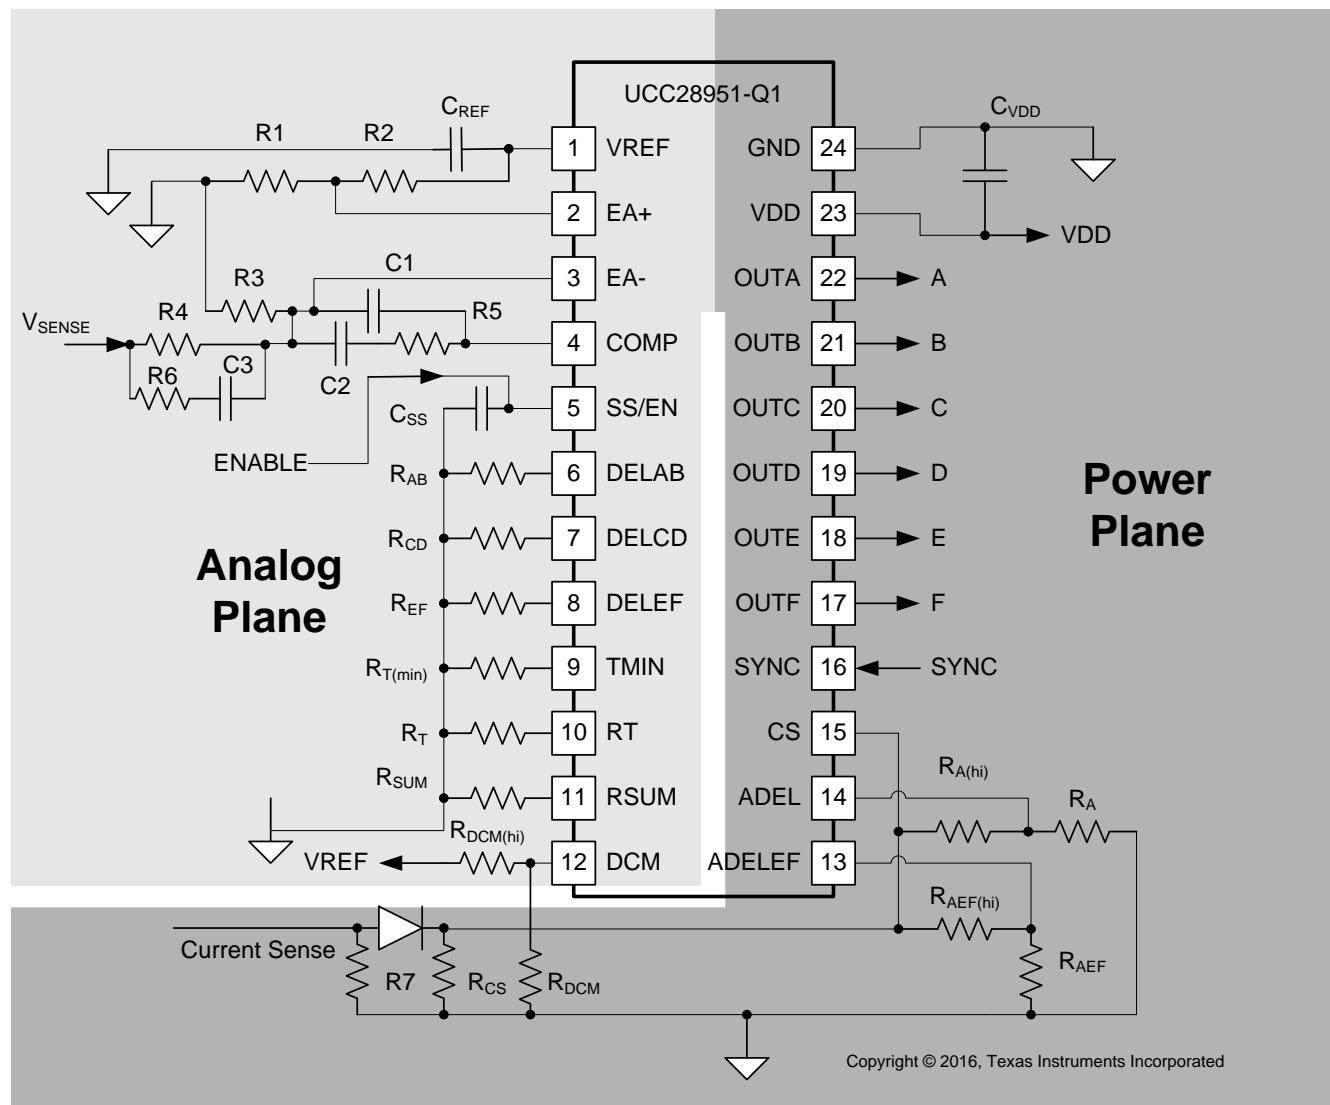 UCC28951-Q1
CREF
R1
R2
1
VREF
2
EA+
3
EA-
C1
R3
R4
VSENSE
R5
4
COMP
R6
C3
C2
CSS
5
SS/EN
ENABLE
RAB
6
DELAB
RCD
7
DELCD
REF
8
DELEF
RT(min)
9
TMIN
RT
10
RT
RSUM
11
RSUM
RDCM(hi)
VREF
12
DCM
Analog
Plane
CVDD
GND
24
VDD
23
VDD
OUTA
22
A
OUTB
21
B
OUTC
20
C
OUTD
19
D
OUTE
18
E
OUTF
17
F
SYNC
16
SYNC
CS
15
RA(hi)
ADEL
14
RA
ADELEF
13
RAEF(hi)
RAEF
Power
Plane
Current Sense
R7
RCS
RDCM
Copyright © 2016, Texas Instruments Incorporated